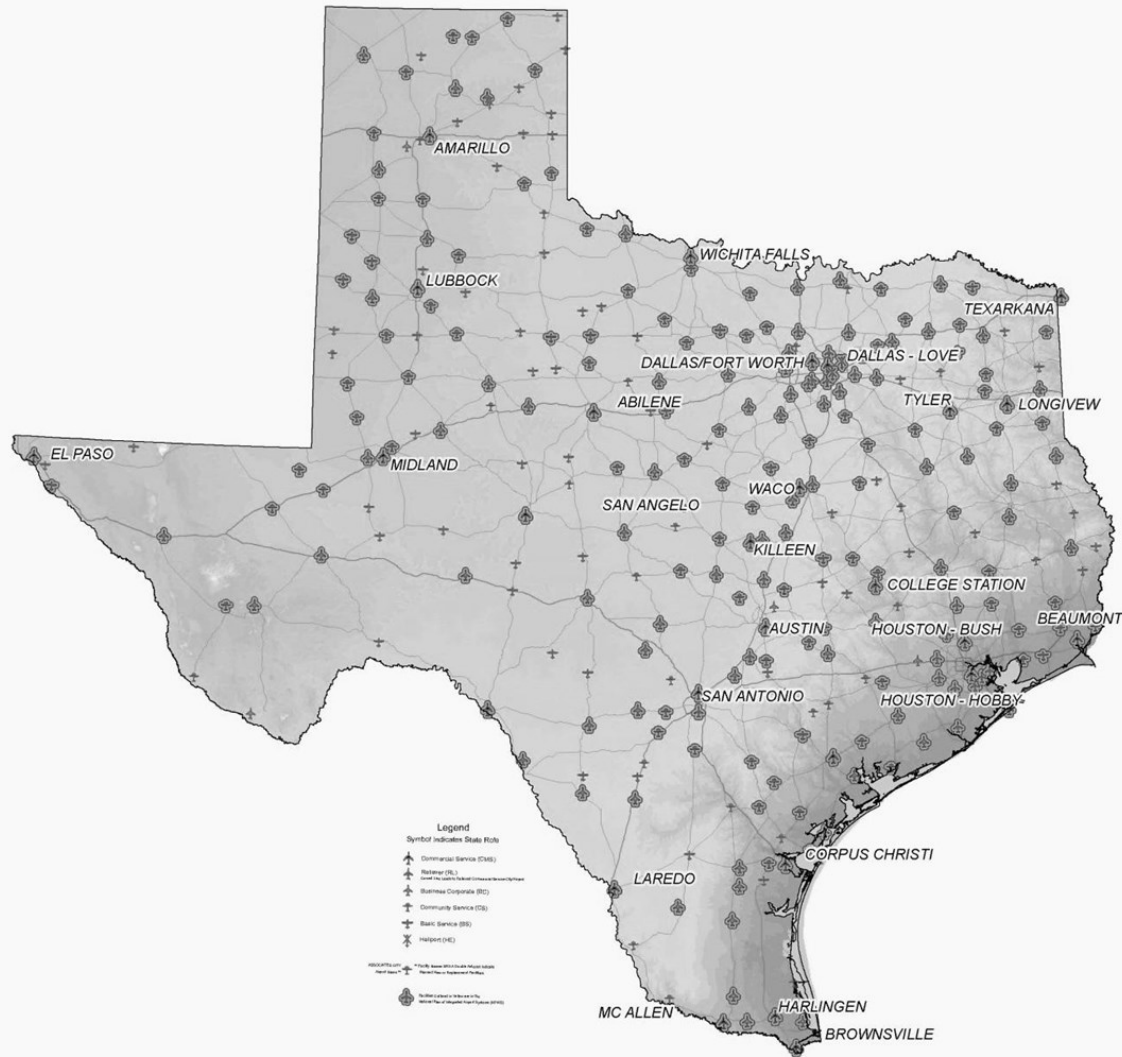 AMARILLO
WICHITA FALLS
LUBBOCK
TEXARKANA
DALLAS/FORT WORTH
DALLAS - LOVE
ABILENE
TYLER
LONGIVEW
EL PASO
MIDLAND
WACO
SAN ANGELO
KILLEEN
COLLEGE STATION
BEAUMONT
AUSTIN
HOUSTON - BUSH
SAN ANTONIO
HOUSTON - HOBBY-
Legend
Symbol Indicates State Role
Commercial Service (CMS)
Reliever (RL)
Business Corporate (BC)
Community Service (CS)
Basic Service (BS)
Heliport (HE)
CORPUS CHRISTI
LAREDO
MC ALLEN
HARLINGEN
BROWNSVILLE